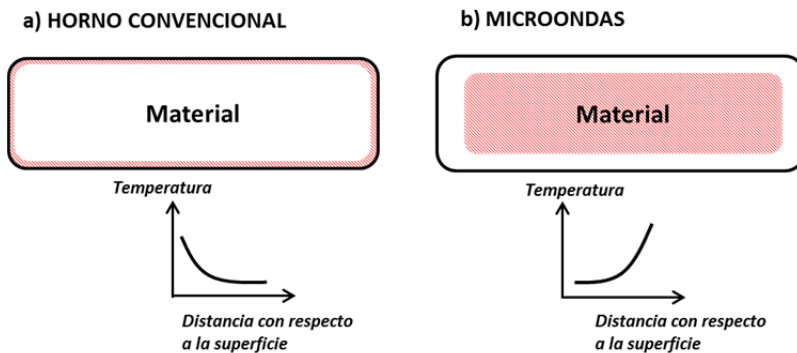 a) HORNO CONVENCIONAL
b) MICROONDAS
Material
Material
Temperatura
Temperatura
Distancia con respecto
a la superficie
Distancia con respecto
a la superficie